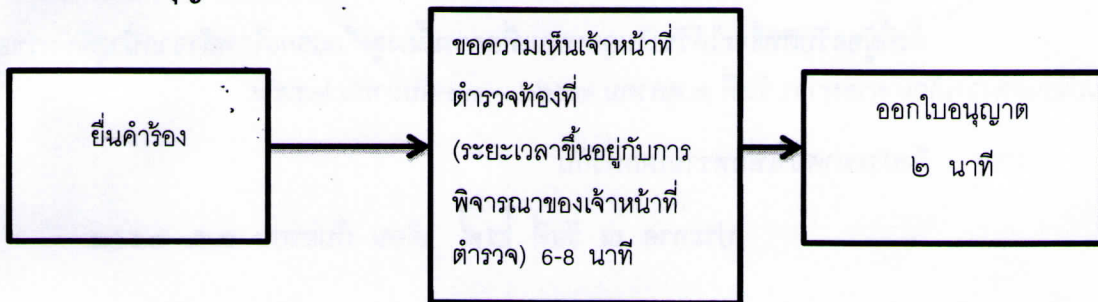 ยื่นคำร้อง
ขอความเห็นเจ้าหน้าที่
ตำรวจท้องที่
(ระยะเวลาขึ้นอยู่กับการ
พิจารณาของเจ้าหน้าที่
ตำรวจ) 6-8 นาที
ออกใบอนุญาต
๒ นาที